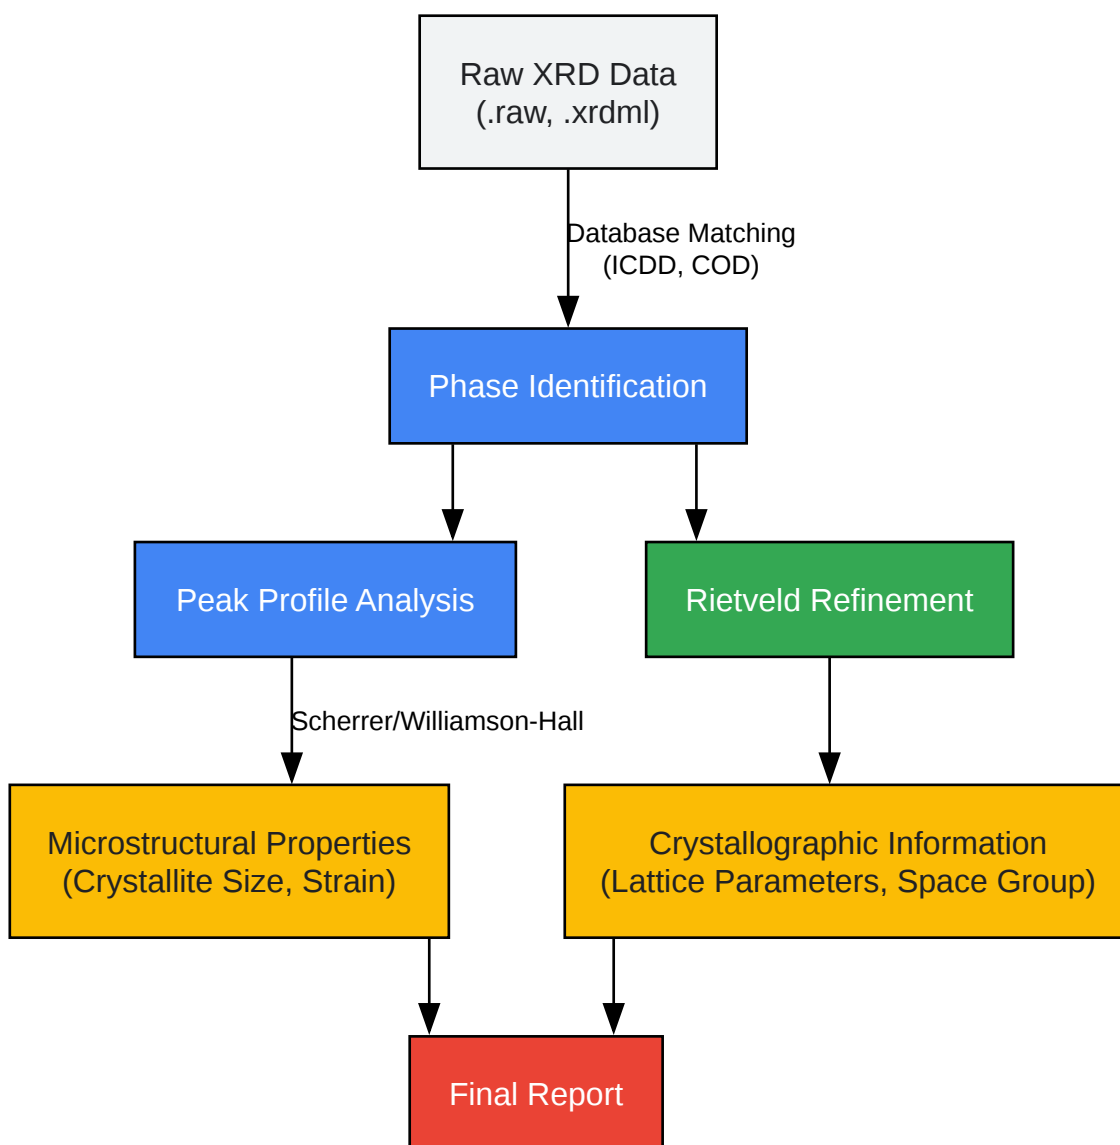 Raw XRD Data
(.raw, .xrdml)
Database Matching
(ICDD, COD)
Phase Identification
Peak Profile Analysis
Rietveld Refinement
Scherrer/Williamson-Hall
Microstructural Properties
(Crystallite Size, Strain)
Crystallographic Information
(Lattice Parameters, Space Group)
Final Report